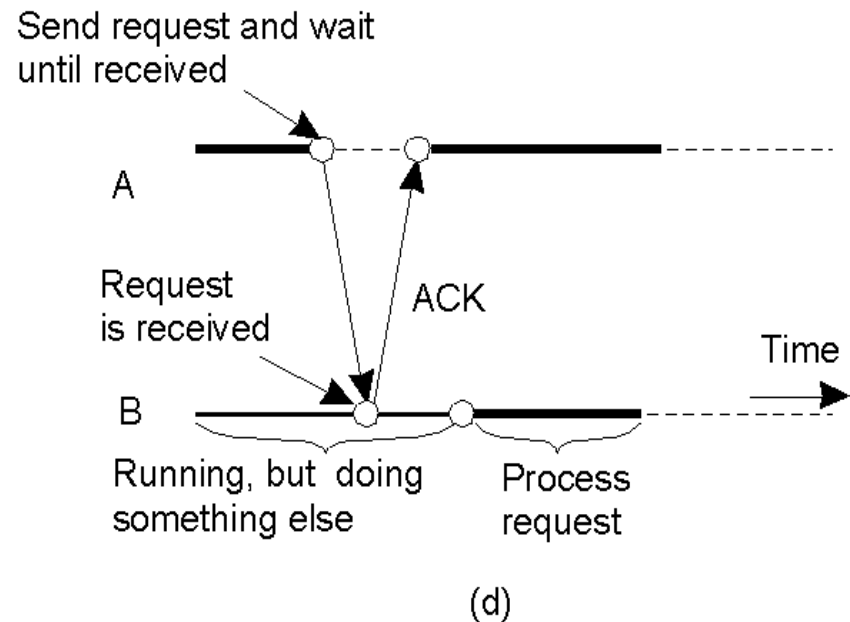 Send request and wait
until received
A
Request
is received
ACK
Time
B
Running, but doing
something else
Process
request
(d)